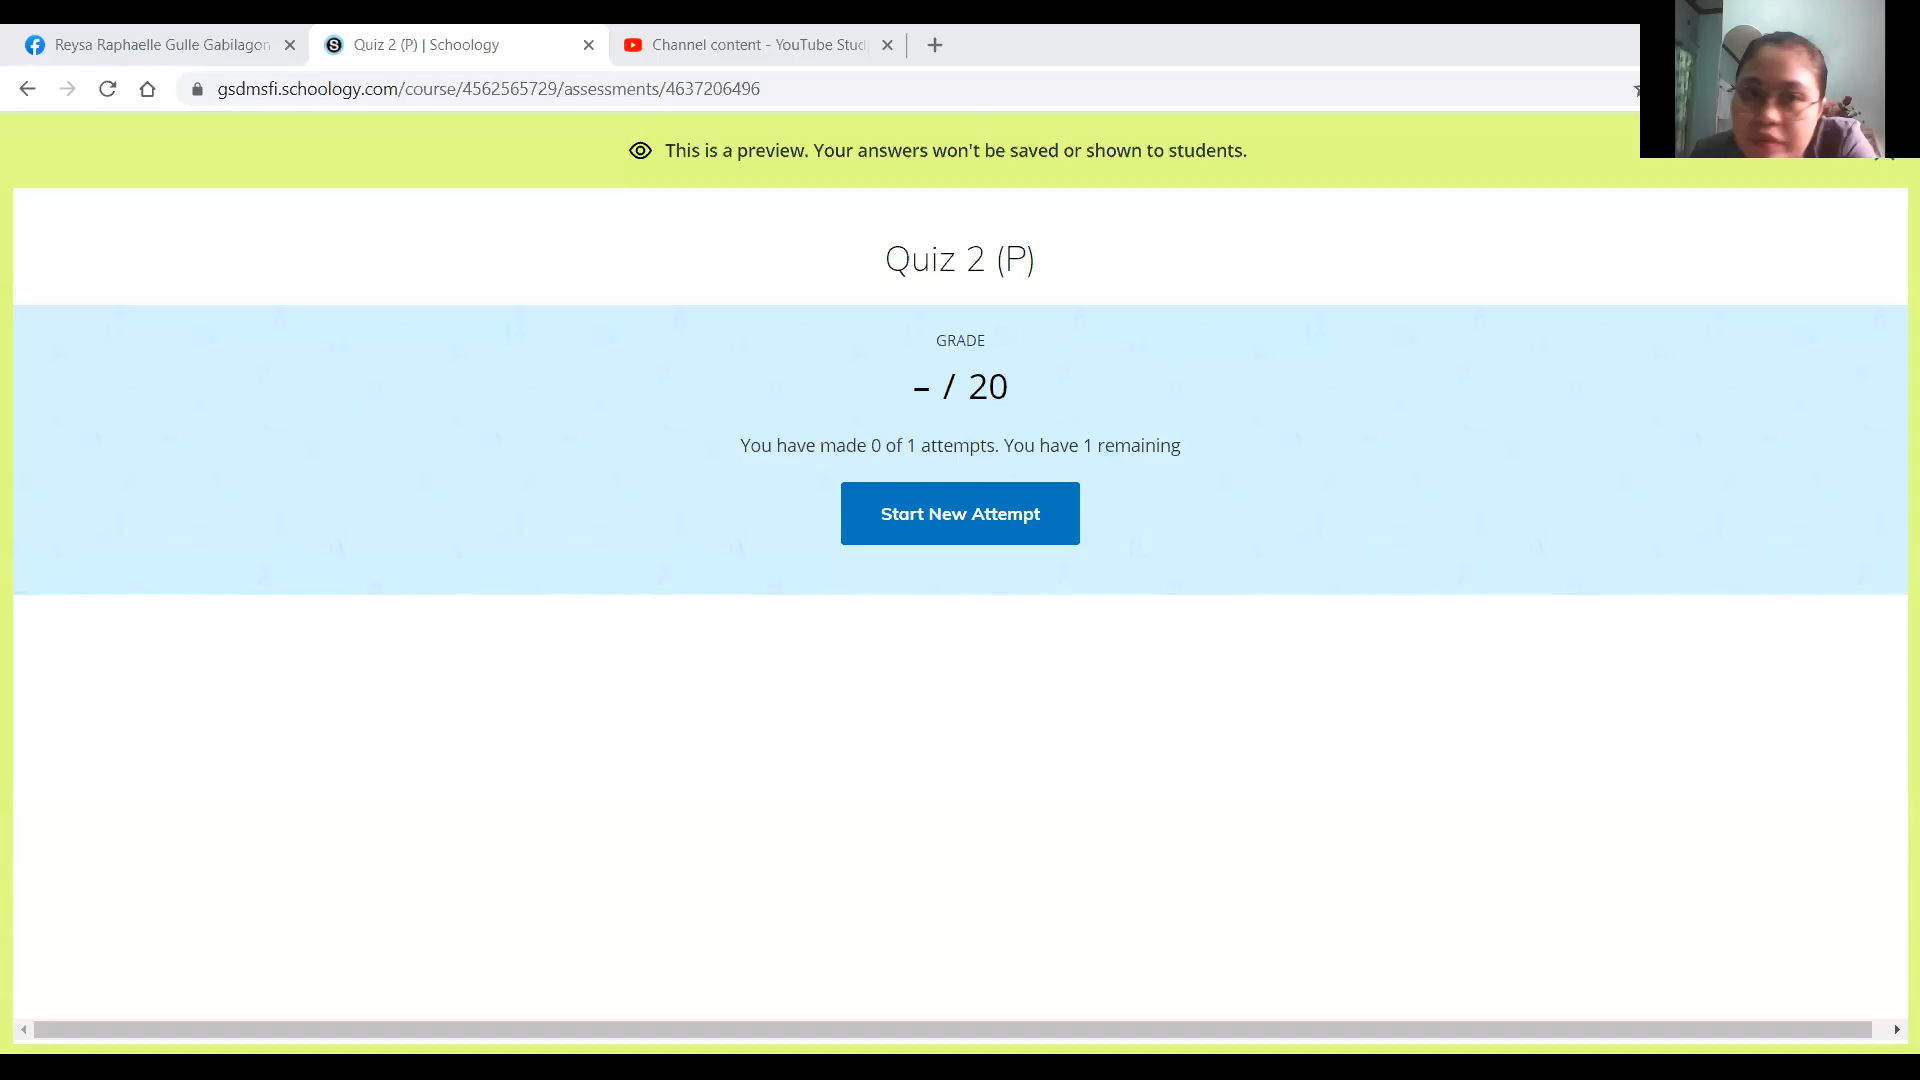 Reysa Raphaelle Gulle Gabilagon
Quiz 2 (P) | Schoology
Channel content - YouTube Stud
gsdmsfi.schoology.com/course/4562565729/assessments/4637206496
This is a preview. Your answers won't be saved or shown to students.
Quiz 2 (P)
GRADE
– / 20
You have made 0 of 1 attempts. You have 1 remaining
Start New Attempt